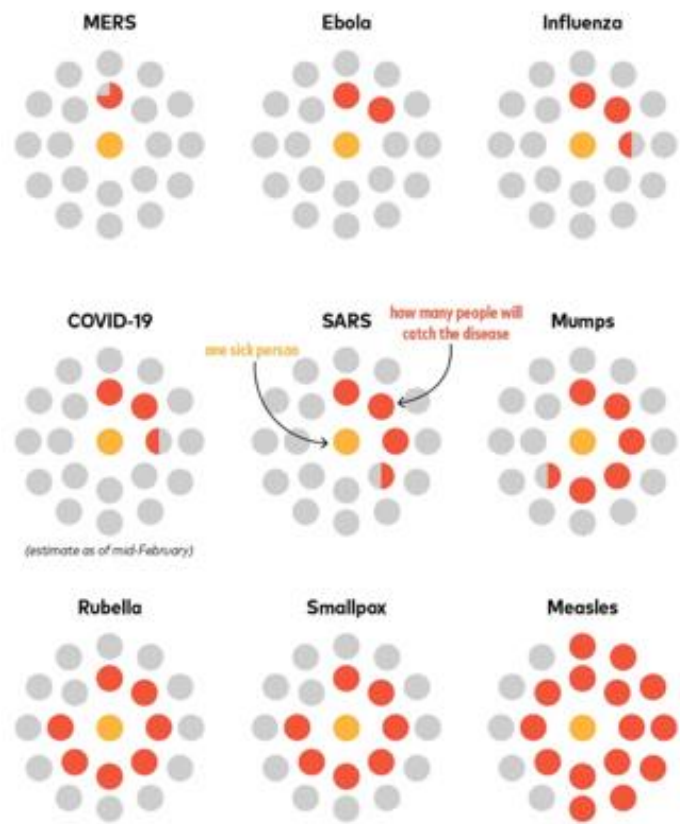 MERS
Ebola
Influenza
COVID-19
SARS
Mumps
one sick person
how many people will
catch the disease
(estimate as of mid-February)
Rubella
Smallpox
Measles